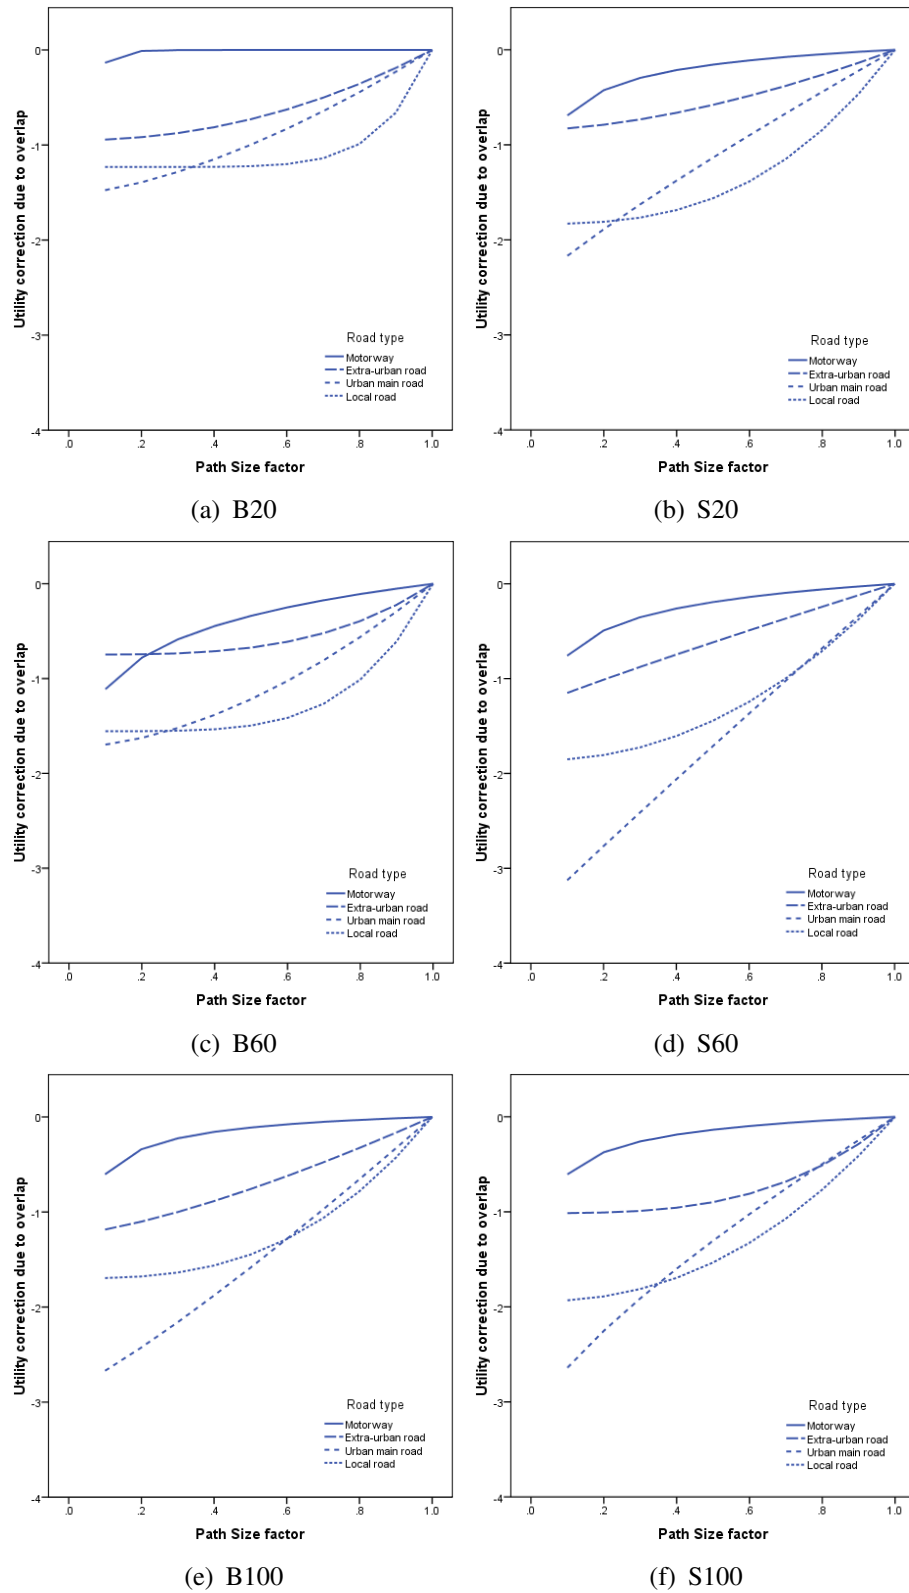 Utility correction due to overlap
0
-1
-2
-3
-4
Road type
Motorway
Extra-urban road
Urban main road
Local road
.0 .2 .4 .6 .8 1.0
Path Size factor
(a) B20
Utility correction due to overlap
0
-1
-2
-3
-4
Road type
Motorway
Extra-urban road
Urban main road
Local road
.0 .2 .4 .6 .8 1.0
Path Size factor
(b) S20
Utility correction due to overlap
0
-1
-2
-3
-4
Road type
Motorway
Extra-urban road
Urban main road
Local road
.0 .2 .4 .6 .8 1.0
Path Size factor
(c) B60
Utility correction due to overlap
0
-1
-2
-3
-4
Road type
Motorway
Extra-urban road
Urban main road
Local road
.0 .2 .4 .6 .8 1.0
Path Size factor
(d) S60
Utility correction due to overlap
0
-1
-2
-3
-4
Road type
Motorway
Extra-urban road
Urban main road
Local road
.0 .2 .4 .6 .8 1.0
Path Size factor
(e) B100
Utility correction due to overlap
0
-1
-2
-3
-4
Road type
Motorway
Extra-urban road
Urban main road
Local road
.0 .2 .4 .6 .8 1.0
Path Size factor
(f) S100